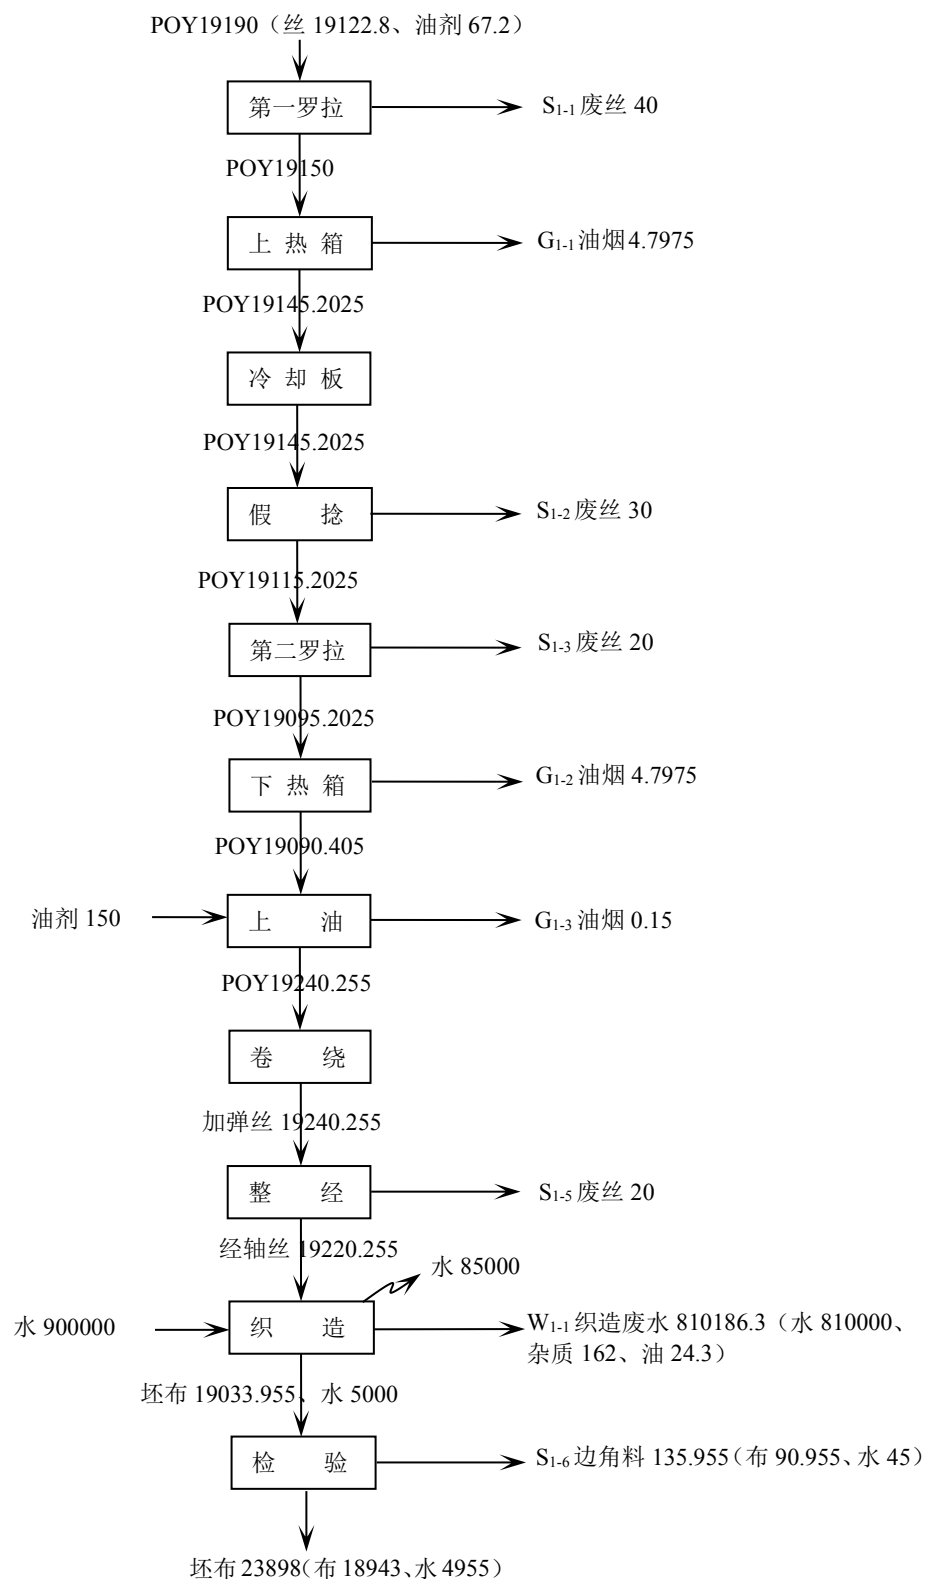 POY19190（丝 19122.8、油剂 67.2）
第一罗拉
S1-1 废丝 40
POY19150
上 热 箱
G1-1 油烟 4.7975
POY19145.2025
冷 却 板
POY19145.2025
假 捻
S1-2 废丝 30
POY19115.2025
第二罗拉
S1-3 废丝 20
POY19095.2025
下 热 箱
G1-2 油烟 4.7975
POY19090.405
油剂 150
上 油
G1-3 油烟 0.15
POY19240.255
卷 绕
加弹丝 19240.255
整 经
S1-5 废丝 20
经轴丝 19220.255
水 85000
水 900000
织 造
W1-1 织造废水 810186.3（水 810000、
杂质 162、油 24.3）
坯布 19033.955、水 5000
检 验
S1-6 边角料 135.955（布 90.955、水 45）
坯布 23898（布 18943、水 4955）